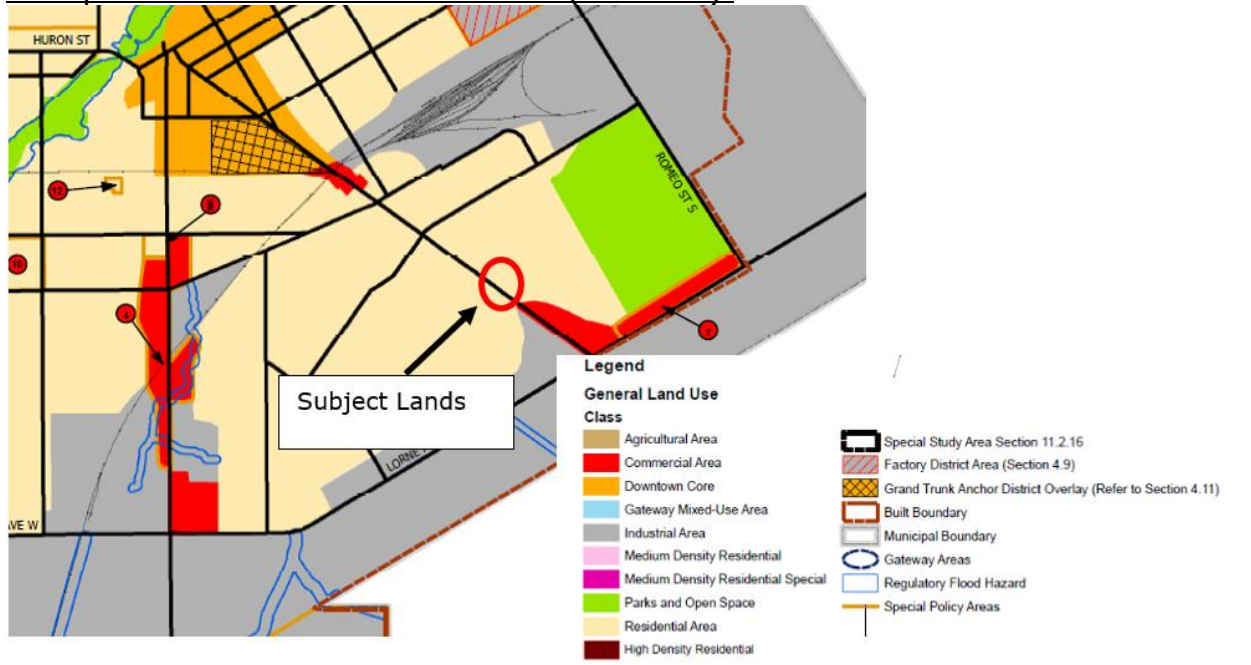 HURON ST
ROMEO ST S
12
10
4
7
Subject Lands
AVE W
Legend
General Land Use
Class
Agricultural Area
Commercial Area
Downtown Core
Gateway Mixed-Use Area
Industrial Area
Medium Density Residential
Medium Density Residential Special
Parks and Open Space
Residential Area
High Density Residential
Special Study Area Section 11.2.16
Factory District Area (Section 4.9)
Grand Trunk Anchor District Overlay (Refer to Section 4.11)
Built Boundary
Municipal Boundary
Gateway Areas
Regulatory Flood Hazard
Special Policy Areas